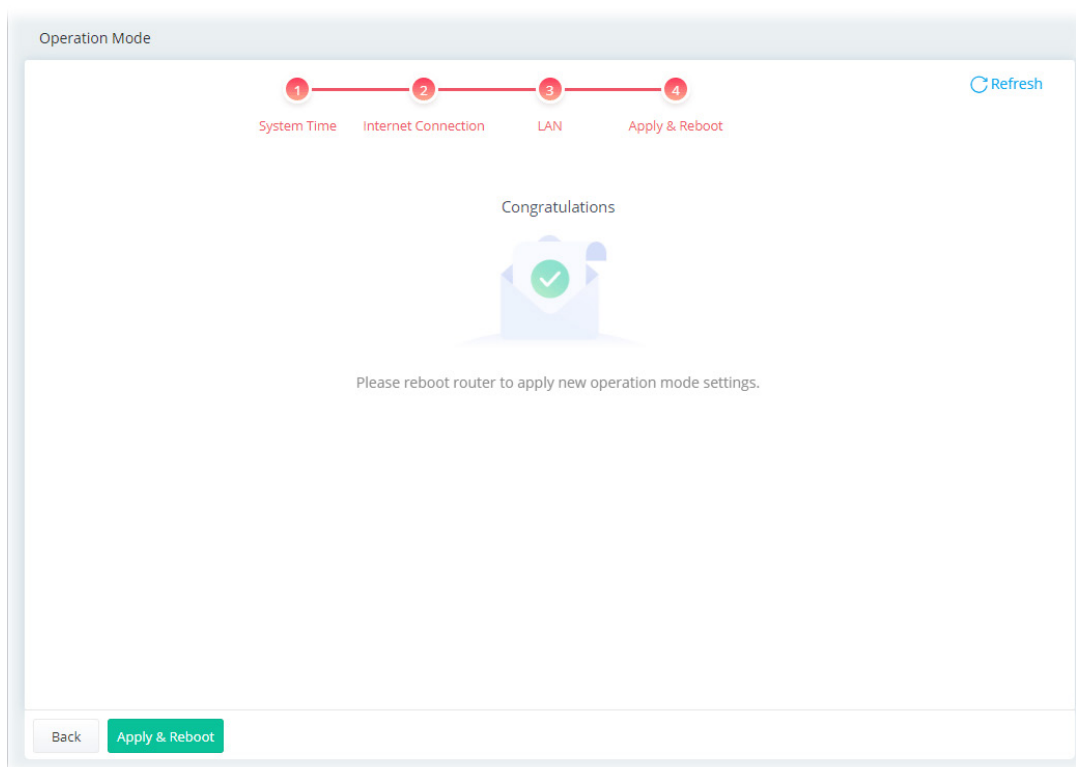 Operation Mode
1 2 3 4
Refresh
System Time Internet Connection LAN Apply & Reboot
Congratulations
Please reboot router to apply new operation mode settings.
Back Apply & Reboot